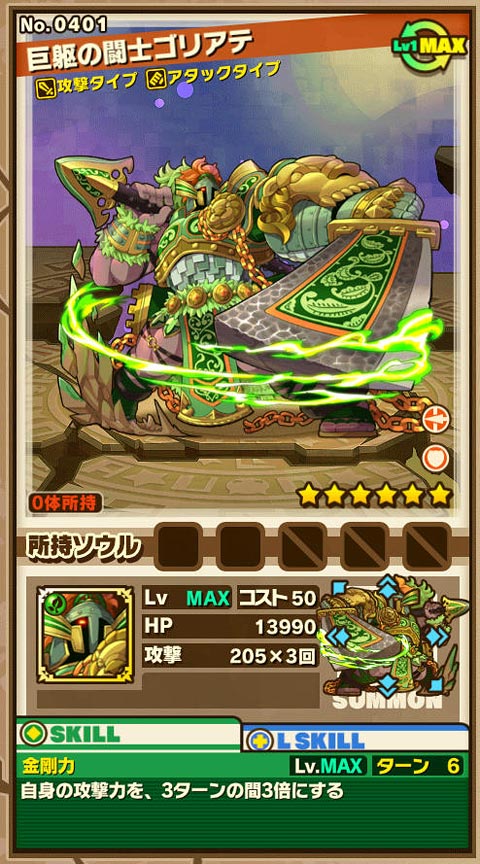 No.0401
巨躯の闘士ゴリアテ
Lv1 MAX
攻撃タイプ アタックタイプ
0体所持
所持ソウル
Lv MAX コスト 50
HP 13990
攻撃 205×3回
SUMMON
SKILL
L SKILL
金剛力 Lv.MAX ターン 6
自身の攻撃力を、3ターンの間3倍にする